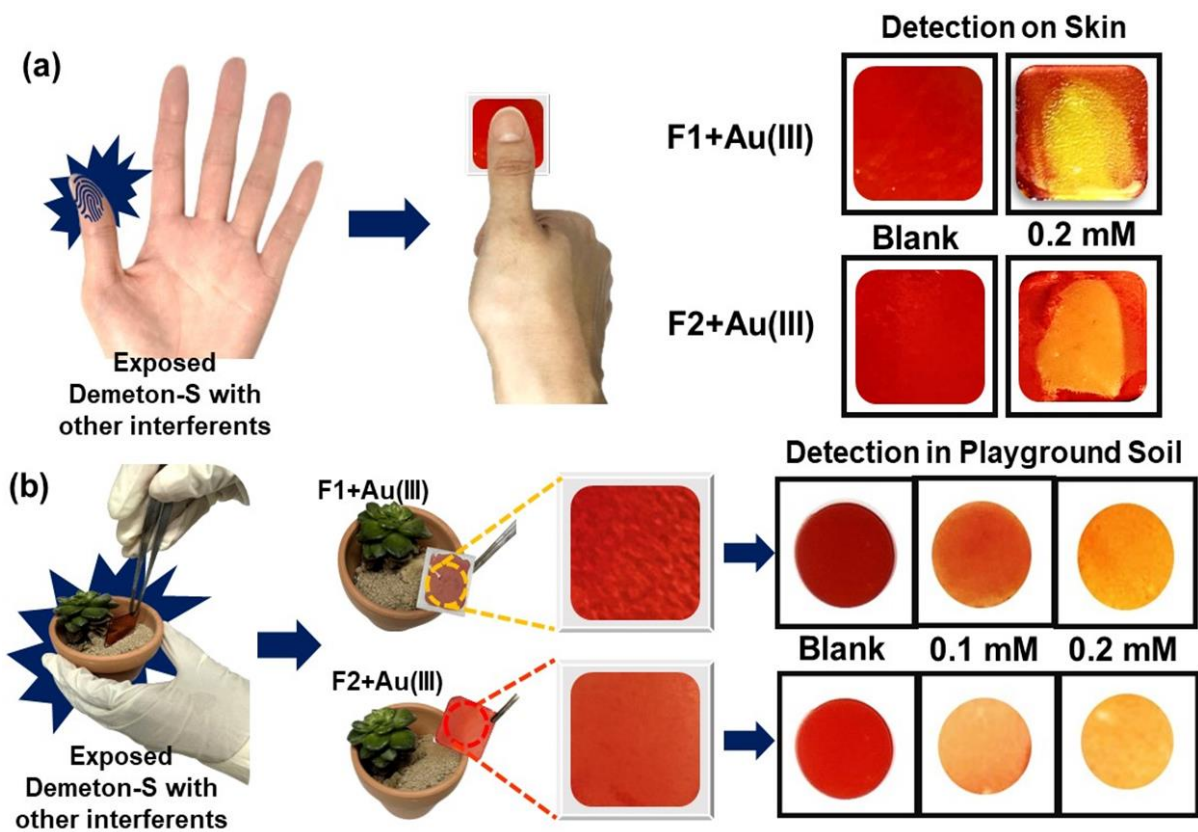 (a)
Exposed
Demeton-S with
other interferents
Detection on Skin
F1+Au(III)
Blank
0.2 mM
F2+Au(III)
(b)
Exposed
Demeton-S with
other interferents
F1+Au(III)
F2+Au(III)
Detection in Playground Soil
Blank
0.1 mM
0.2 mM